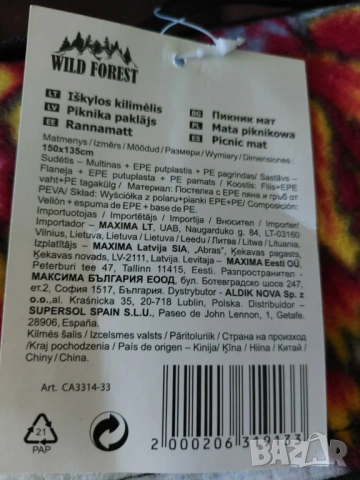 WILD FOREST
LT Iškylos kilimėlis
LV Piknika paklājs
EE Rannamatt
BG Пикник мат
PL Mata piknikowa
ES Picnic mat
Matmenys / Izmērs / Mõõdud / Размери / Wymiary / Dimensiones :
150x135cm
Sudėtis – Multinas + EPE putplastis + PE pagrindas/ Sastāvs –
Flaneļa + EPE putuplasta + PE pamats / Koostis: Fliis+EPE
vaht+PE tagakülg / Материал: Постелка с EPE пяна и гръб от
PEVA/ Skład: Wyściółka z polaru+pianki EPE+PE/ Composición:
Vellón + espuma de EPE + base de PE.
Importuotojas / Importētājs / Importija / Вносител / Importer /
Importador – MAXIMA LT, UAB, Naugarduko g. 84, LT-03160
Vilnius, Lietuva, Lietuva / Lietuva / Leedu / Литва / Litwa / Lituania.
Izplatītājs – MAXIMA Latvija SIA, „Abras”, Ķekavas pagasts,
Ķekavas novads, LV-2111, Latvija. Levitaja – MAXIMA Eesti OÜ,
Peterburi tee 47, Tallinn 11415, Eesti. Разпространител -
МАКСИМА БЪЛГАРИЯ ЕООД, бул. Ботевградско шосе 247,
ет.2, София 1517, България – ALDIK NOVA Sp. z
o.o.,al. Kraśnicka 35, 20-718 Lublin, Polska. Distribuidor -
SUPERSOL SPAIN S.L.U., Paseo de John Lennon, 1, Getafe.
28906, España.
Kilmės šalis / Izcelsmes valsts / Päritoluriik / Страна на произход
/Kraj pochodzenia / País de origen – Kinija/ Ķīna / Hiina / Китай /
Chiny / China.
Art. CA3314-33
21
PAP
2 000206 319133
BAZAR